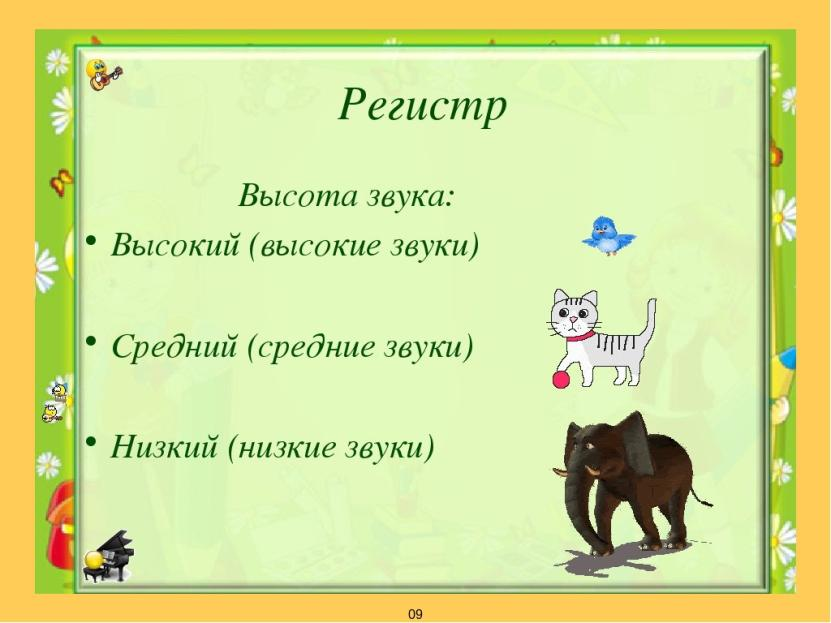 Регистр
Высота звука:
• Высокий (высокие звуки)
• Средний (средние звуки)
• Низкий (низкие звуки)
09